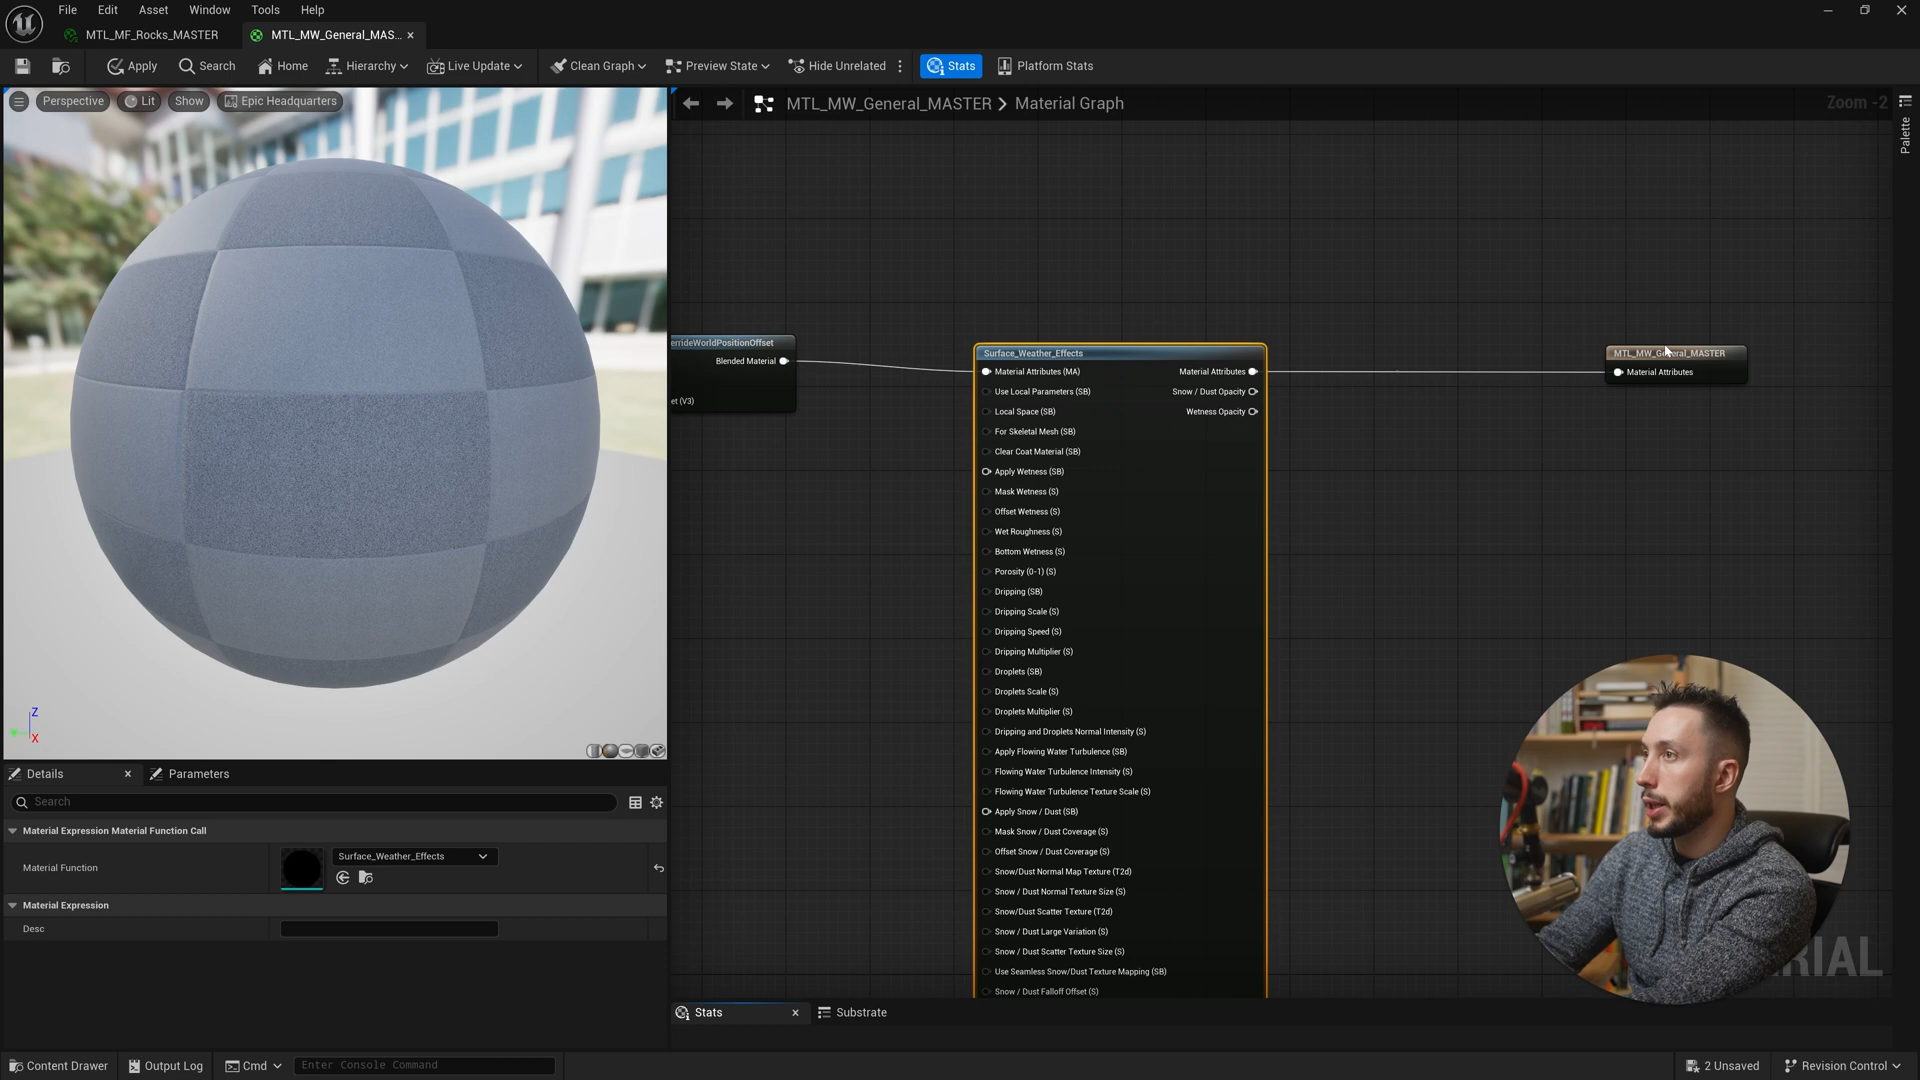 File Edit Asset Window Tools Help
MTL_MF_Rocks_MASTER
MTL_MW_General_MAS...
Apply Search Home Hierarchy Live Update Clean Graph Preview State Hide Unrelated Stats Platform Stats
Perspective Lit Show Epic Headquarters
MTL_MW_General_MASTER > Material Graph
Zoom -2
Palette
errideWorldPositionOffset
Blended Material
et (V3)
Surface_Weather_Effects
Material Attributes (MA)
Use Local Parameters (SB)
Local Space (SB)
For Skeletal Mesh (SB)
Clear Coat Material (SB)
Apply Wetness (SB)
Mask Wetness (S)
Offset Wetness (S)
Wet Roughness (S)
Bottom Wetness (S)
Porosity (0-1) (S)
Dripping (SB)
Dripping Scale (S)
Dripping Speed (S)
Dripping Multiplier (S)
Droplets (SB)
Droplets Scale (S)
Droplets Multiplier (S)
Dripping and Droplets Normal Intensity (S)
Apply Flowing Water Turbulence (SB)
Flowing Water Turbulence Intensity (S)
Flowing Water Turbulence Texture Scale (S)
Apply Snow / Dust (SB)
Mask Snow / Dust Coverage (S)
Offset Snow / Dust Coverage (S)
Snow/Dust Normal Map Texture (T2d)
Snow / Dust Normal Texture Size (S)
Snow/Dust Scatter Texture (T2d)
Snow / Dust Large Variation (S)
Snow / Dust Scatter Texture Size (S)
Use Seamless Snow/Dust Texture Mapping (SB)
Snow / Dust Falloff Offset (S)
Material Attributes
Snow / Dust Opacity
Wetness Opacity
MTL_MW_General_MASTER
Material Attributes
RIAL
Z
X
Details
Parameters
Search
Material Expression Material Function Call
Material Function
Surface_Weather_Effects
Material Expression
Desc
Stats
Substrate
Content Drawer
Output Log
Cmd
Enter Console Command
2 Unsaved
Revision Control